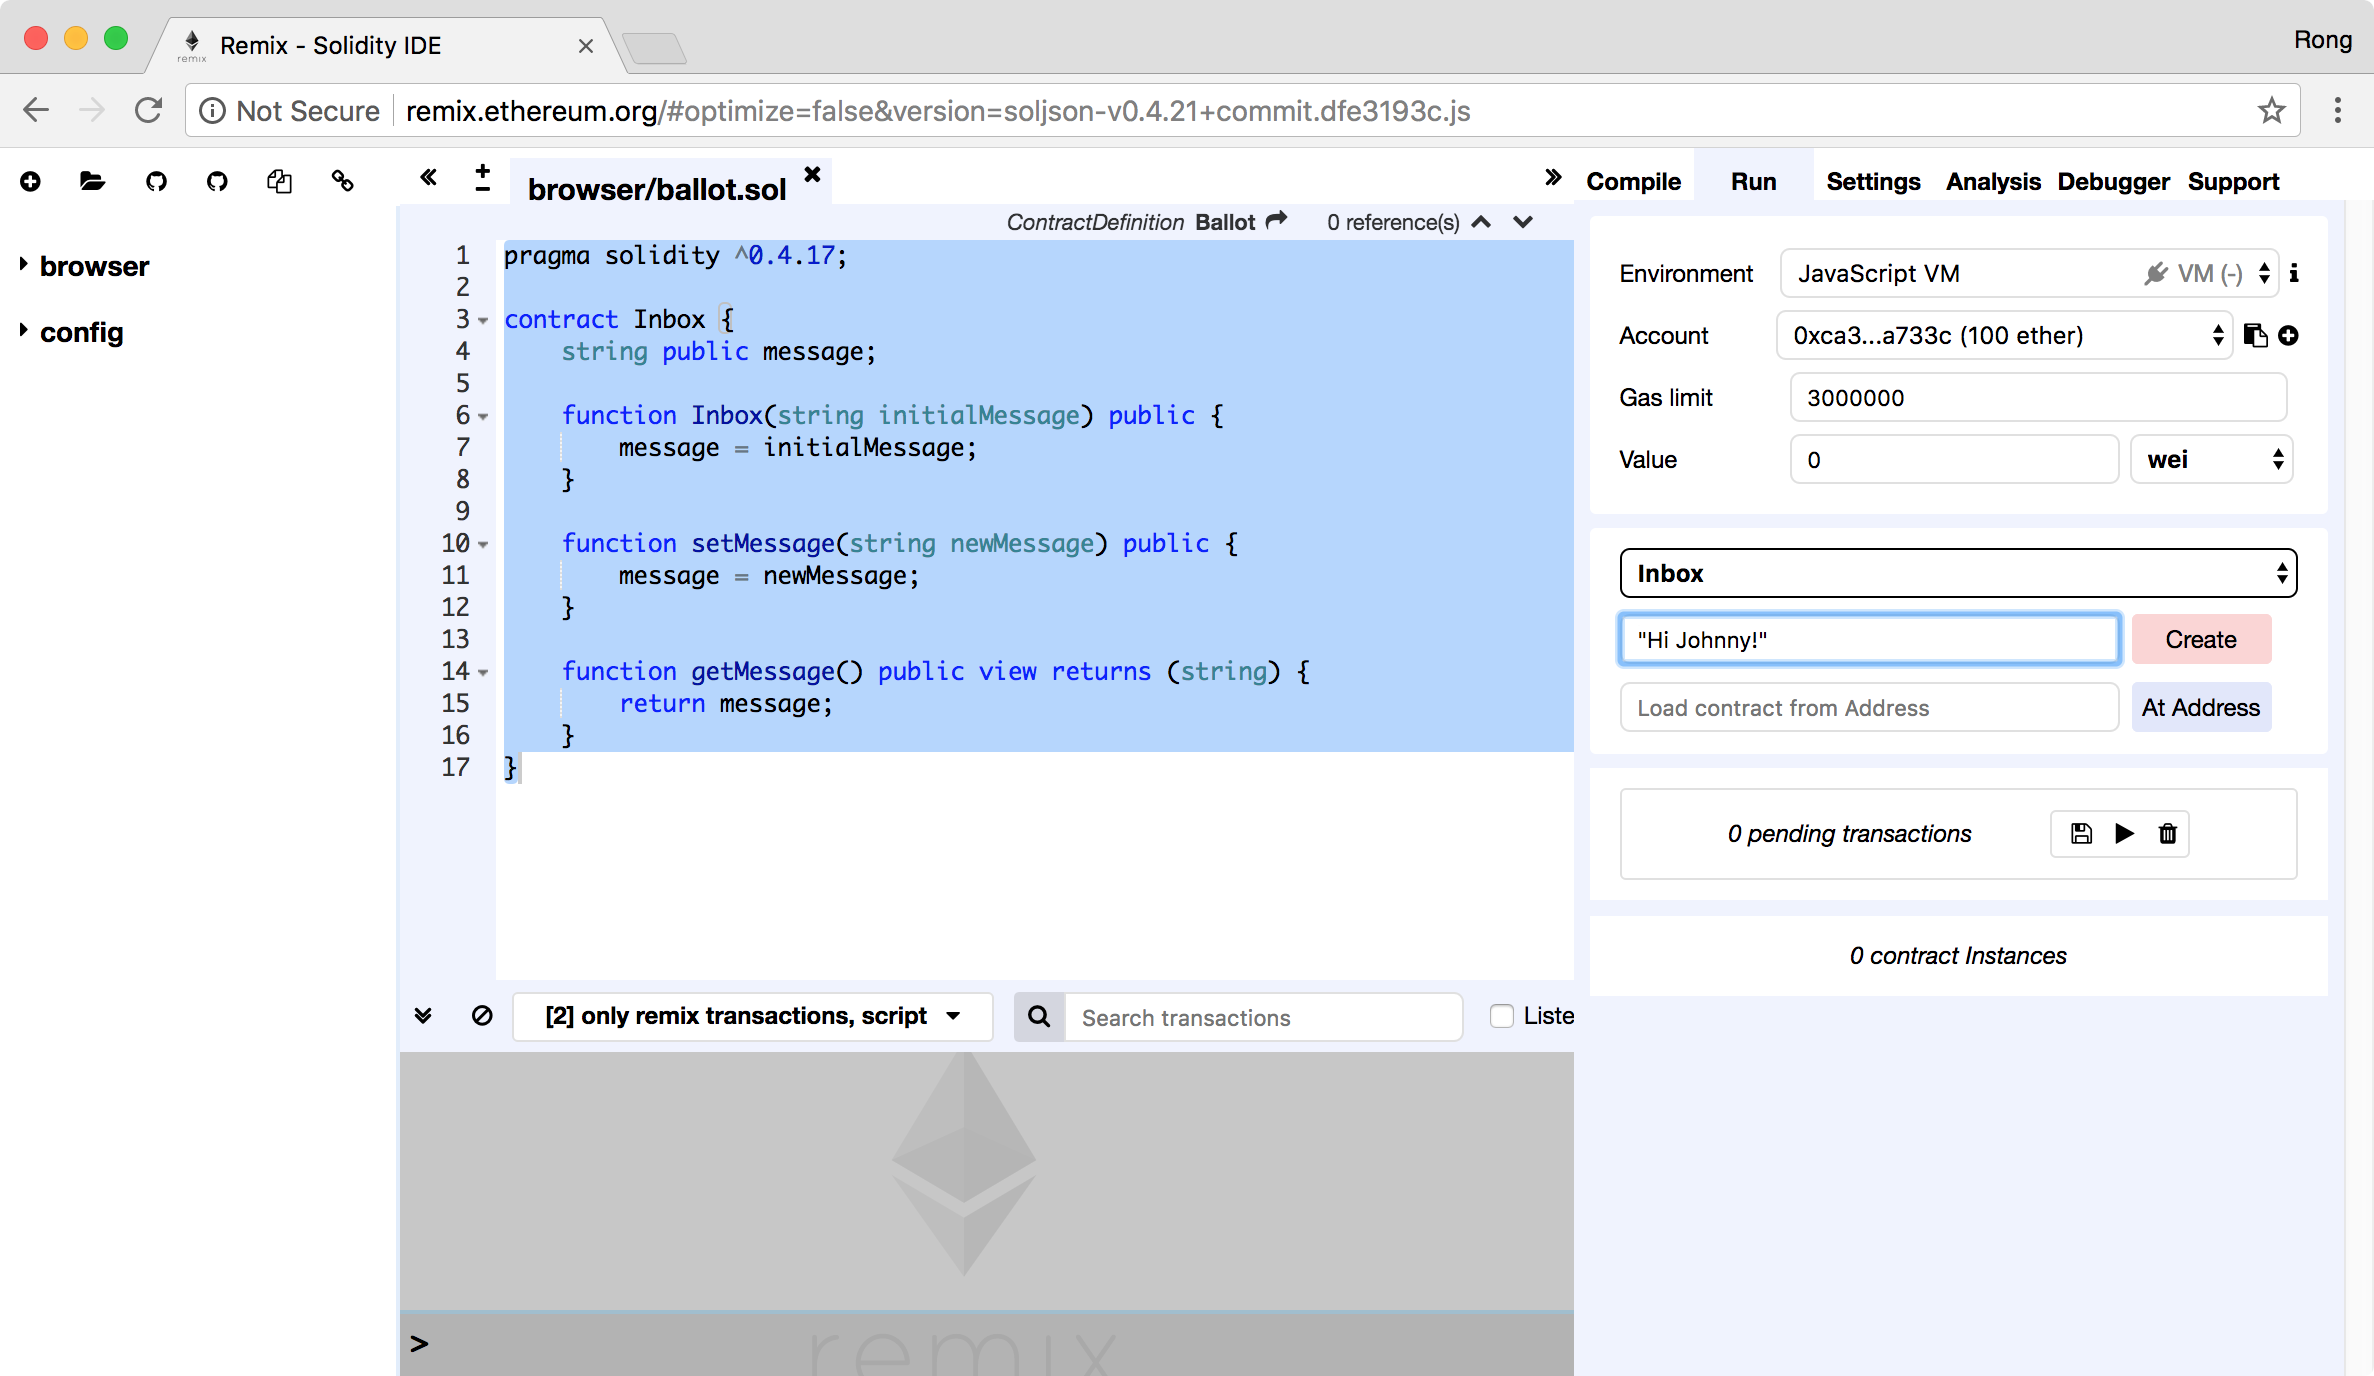 remix
Remix - Solidity IDE
Rong
Not Secure
remix.ethereum.org/#optimize=false&version=soljson-v0.4.21+commit.dfe3193c.js
browser
config
browser/ballot.sol
ContractDefinition Ballot 0 reference(s)
1 pragma solidity ^0.4.17;
2
3 contract Inbox {
4 string public message;
5
6 function Inbox(string initialMessage) public {
7 message = initialMessage;
8 }
9
10 function setMessage(string newMessage) public {
11 message = newMessage;
12 }
13
14 function getMessage() public view returns (string) {
15 return message;
16 }
17 }
[2] only remix transactions, script
Search transactions
Liste
>
remix
Compile Run Settings Analysis Debugger Support
Environment JavaScript VM VM (-)
Account 0xca3...a733c (100 ether)
Gas limit 3000000
Value 0 wei
Inbox
"Hi Johnny!" Create
Load contract from Address At Address
0 pending transactions
0 contract Instances